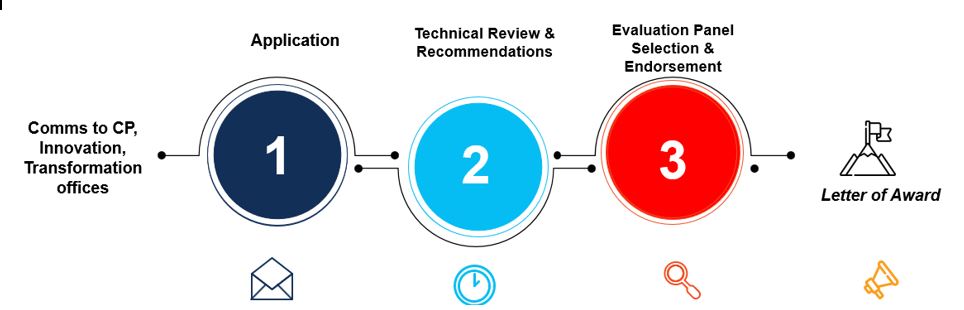 Application
Technical Review &
Recommendations
Evaluation Panel
Selection &
Endorsement
Comms to CP,
Innovation,
Transformation
offices
1
2
3
Letter of Award